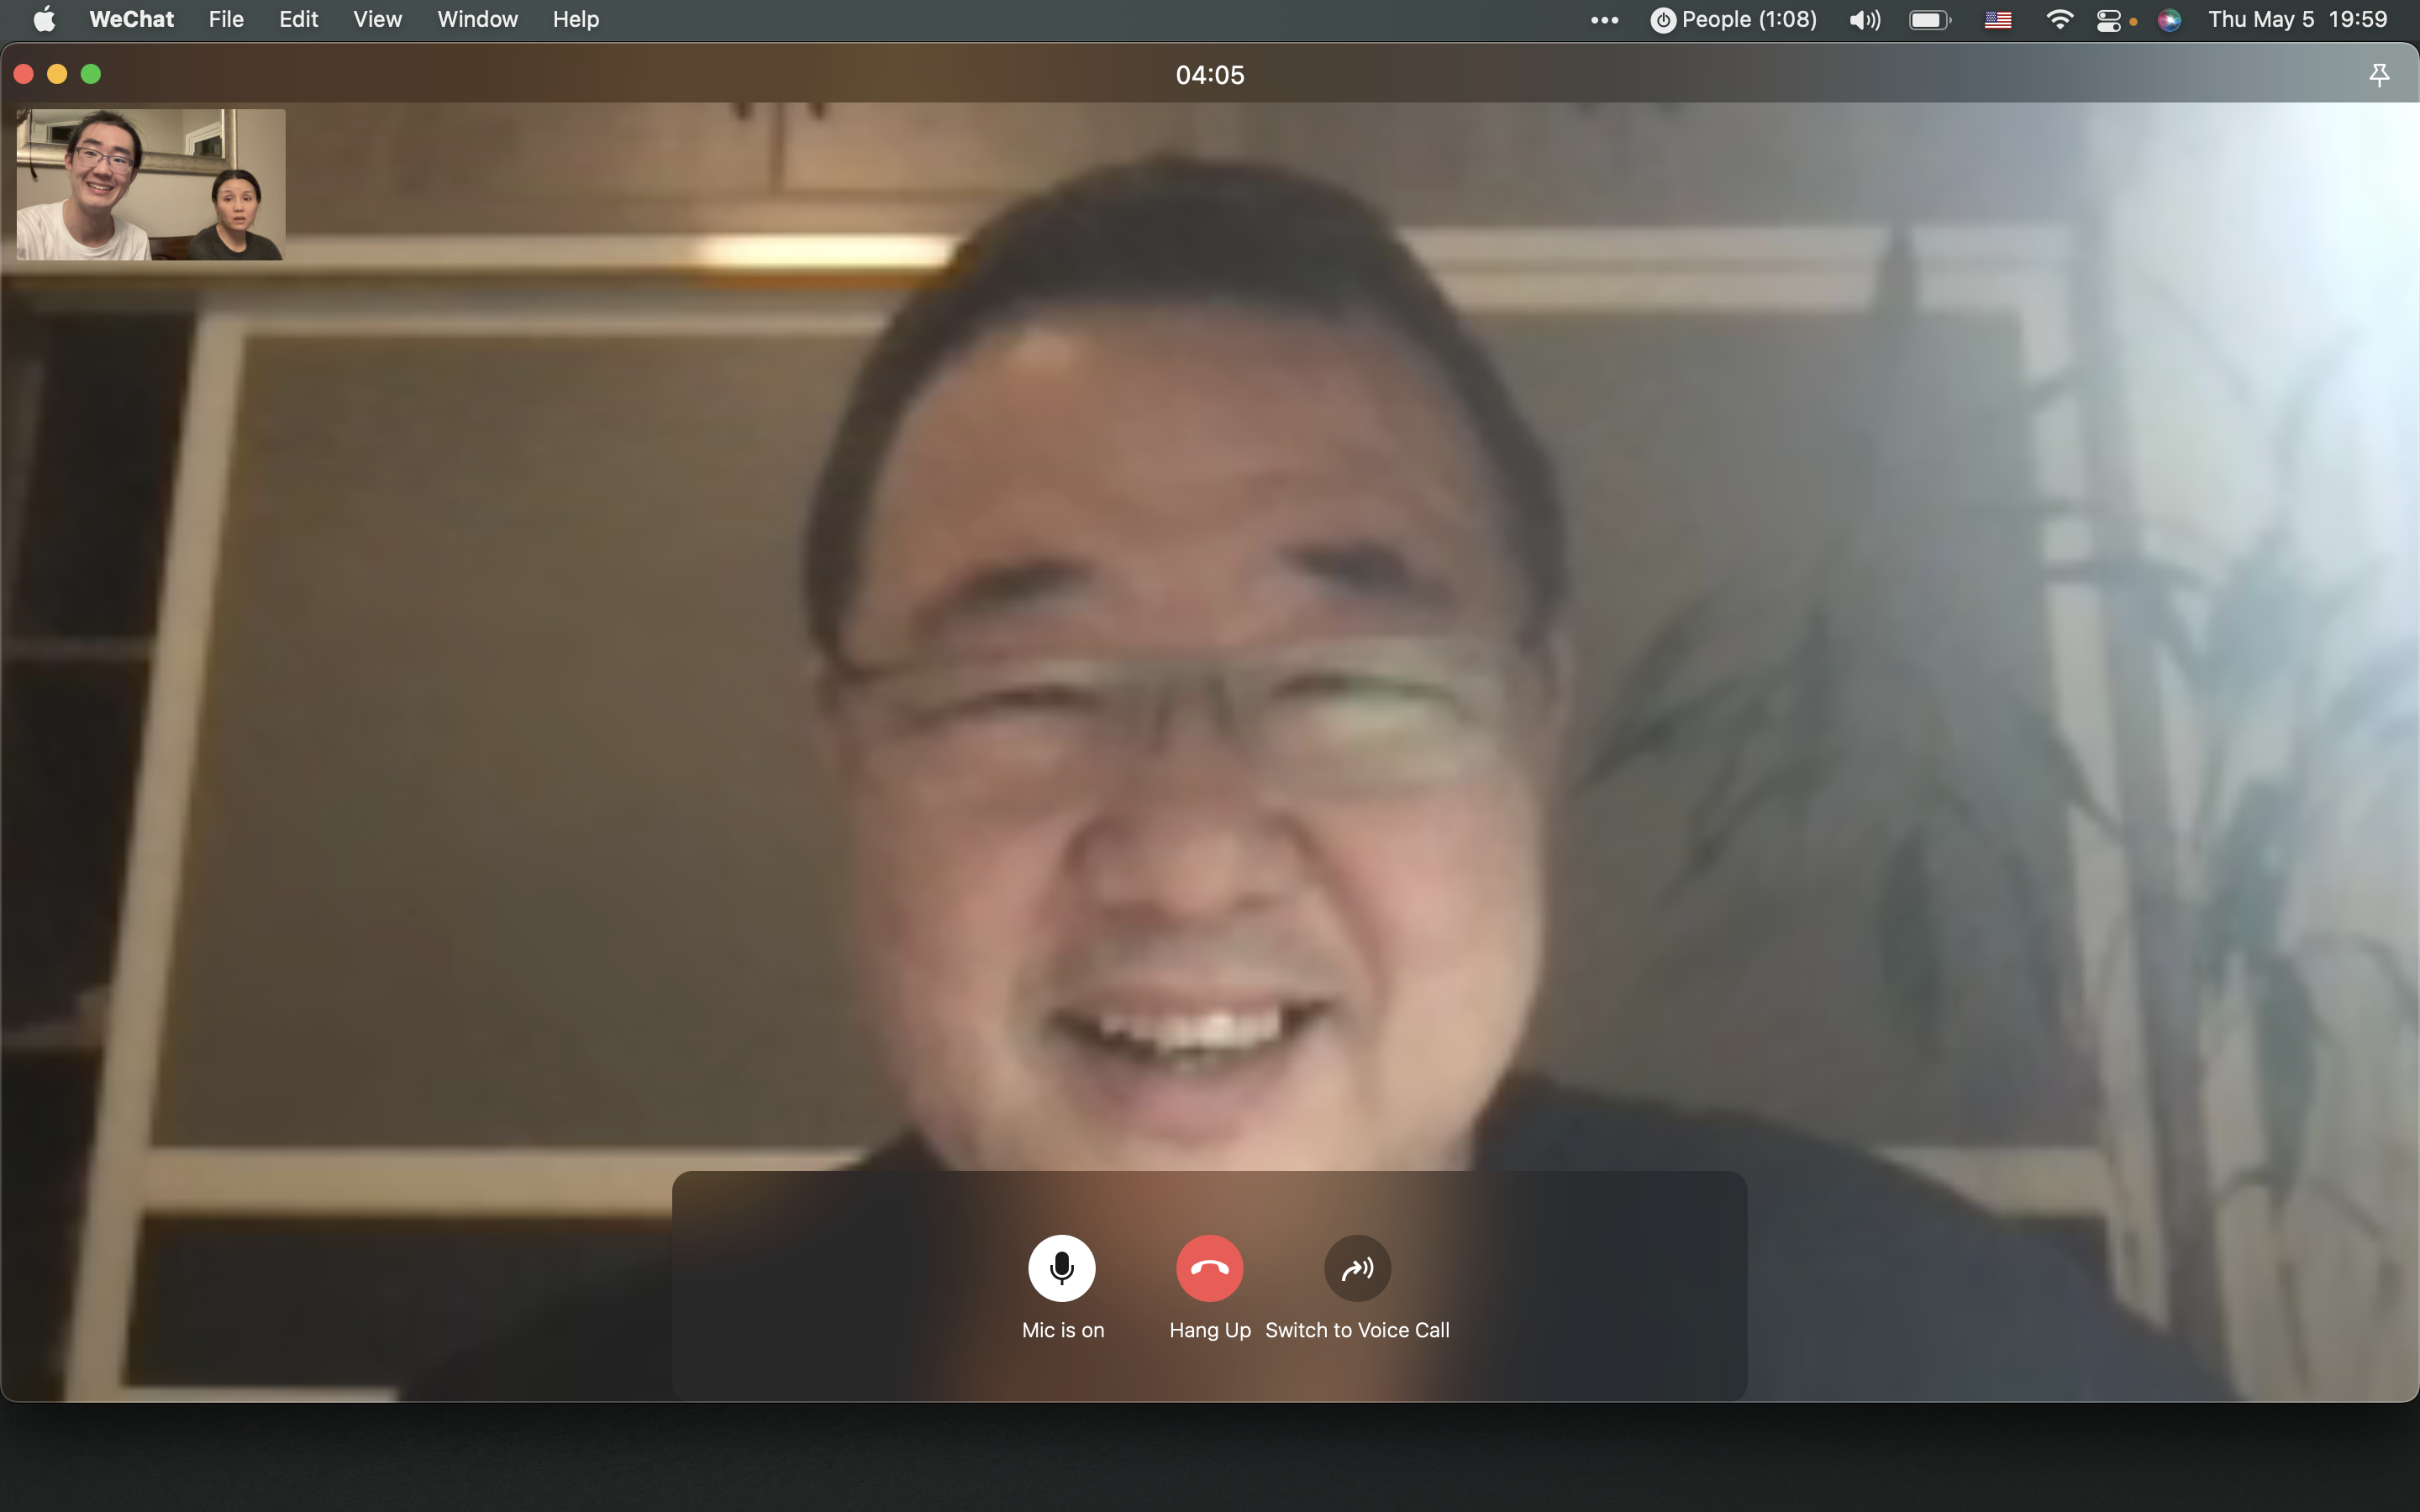 WeChat File Edit View Window Help ••• People (1:08) Thu May 5 19:59
04:05
Mic is on Hang Up Switch to Voice Call